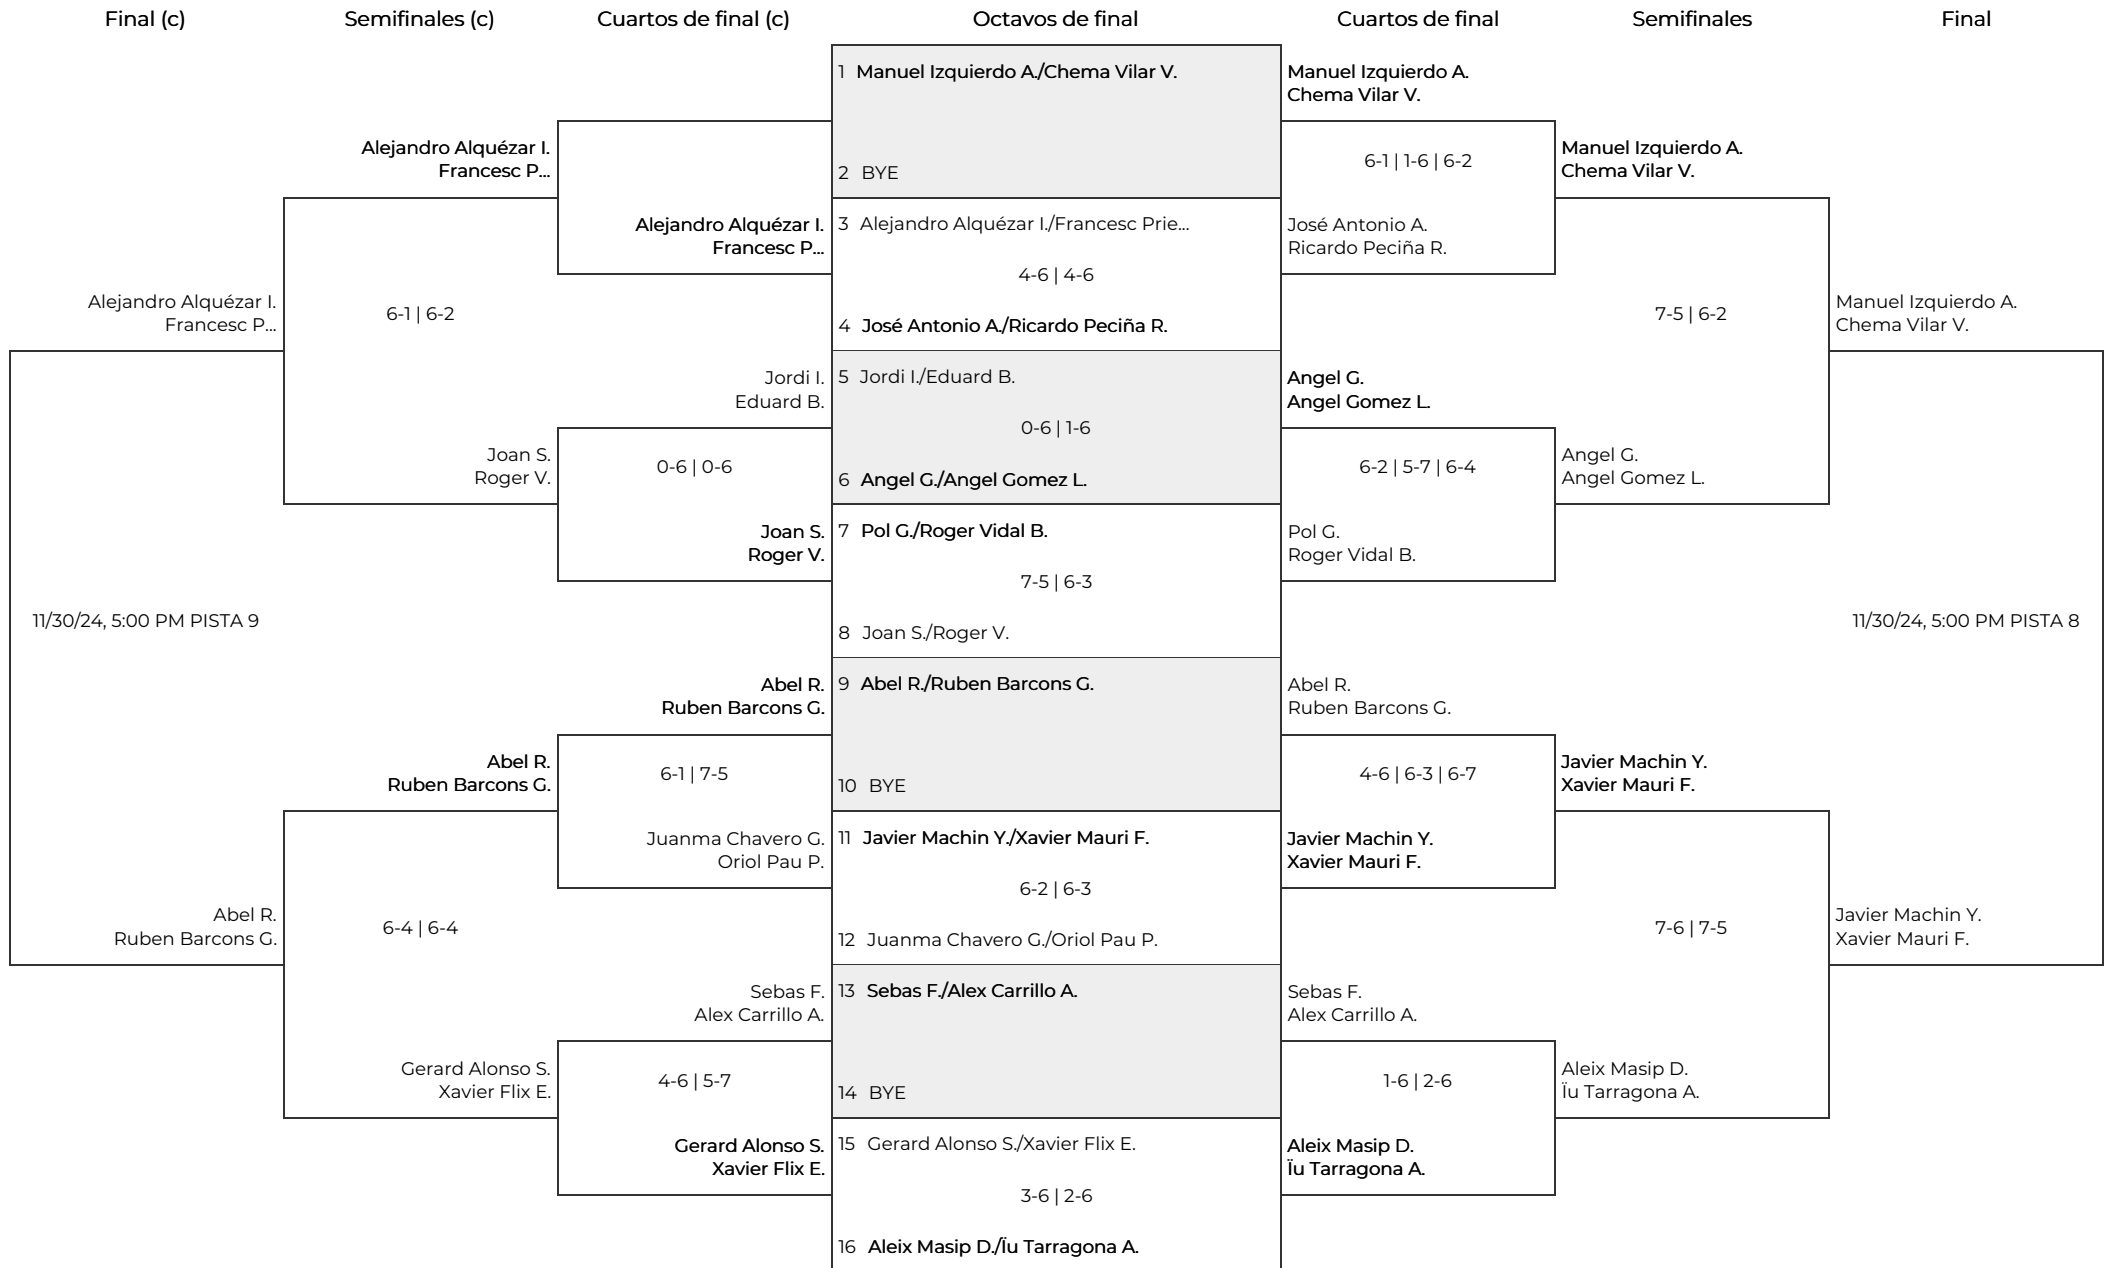 Final (c)
Semifinales (c)
Cuartos de final (c)
Octavos de final
Cuartos de final
Semifinales
Final
Alejandro Alquézar I.
Francesc P...
6-1 | 6-2
Joan S.
Roger V.
Alejandro Alquézar I.
Francesc P...
11/30/24, 5:00 PM PISTA 9
Abel R.
Ruben Barcons G.
Abel R.
Ruben Barcons G.
6-4 | 6-4
Gerard Alonso S.
Xavier Flix E.
Alejandro Alquézar I.
Francesc P...
Jordi I.
Eduard B.
0-6 | 0-6
Joan S.
Roger V.
Abel R.
Ruben Barcons G.
6-1 | 7-5
Juanma Chavero G.
Oriol Pau P.
Sebas F.
Alex Carrillo A.
4-6 | 5-7
Gerard Alonso S.
Xavier Flix E.
1 Manuel Izquierdo A./Chema Vilar V.
2 BYE
3 Alejandro Alquézar I./Francesc Prie...
4-6 | 4-6
4 José Antonio A./Ricardo Peciña R.
5 Jordi I./Eduard B.
0-6 | 1-6
6 Angel G./Angel Gomez L.
7 Pol G./Roger Vidal B.
7-5 | 6-3
8 Joan S./Roger V.
9 Abel R./Ruben Barcons G.
10 BYE
11 Javier Machin Y./Xavier Mauri F.
6-2 | 6-3
12 Juanma Chavero G./Oriol Pau P.
13 Sebas F./Alex Carrillo A.
14 BYE
15 Gerard Alonso S./Xavier Flix E.
3-6 | 2-6
16 Aleix Masip D./Ïu Tarragona A.
Manuel Izquierdo A.
Chema Vilar V.
6-1 | 1-6 | 6-2
José Antonio A.
Ricardo Peciña R.
Angel G.
Angel Gomez L.
6-2 | 5-7 | 6-4
Pol G.
Roger Vidal B.
Abel R.
Ruben Barcons G.
4-6 | 6-3 | 6-7
Javier Machin Y.
Xavier Mauri F.
Sebas F.
Alex Carrillo A.
1-6 | 2-6
Aleix Masip D.
Ïu Tarragona A.
Manuel Izquierdo A.
Chema Vilar V.
7-5 | 6-2
Angel G.
Angel Gomez L.
Javier Machin Y.
Xavier Mauri F.
7-6 | 7-5
Aleix Masip D.
Ïu Tarragona A.
Manuel Izquierdo A.
Chema Vilar V.
11/30/24, 5:00 PM PISTA 8
Javier Machin Y.
Xavier Mauri F.